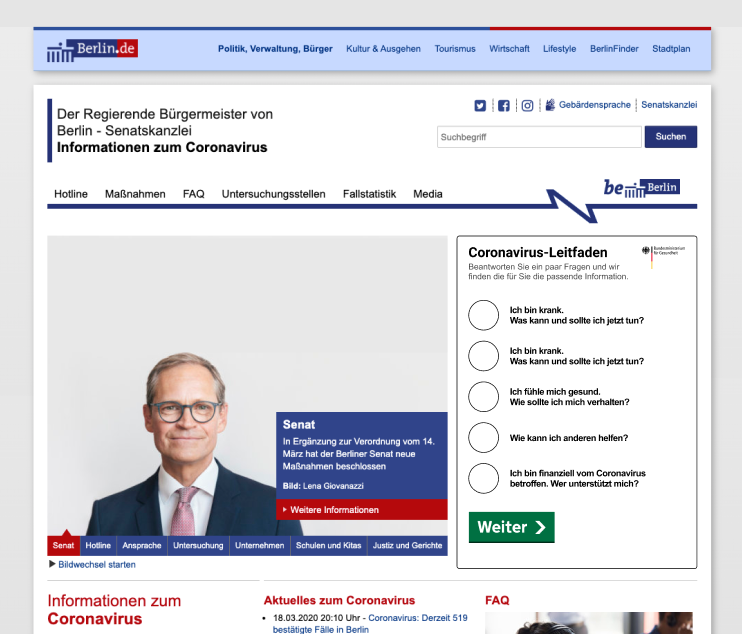 Berlin.de
Politik, Verwaltung, Bürger Kultur & Ausgehen Tourismus Wirtschaft Lifestyle BerlinFinder Stadtplan
Gebärdensprache Senatskanzlei
Der Regierende Bürgermeister von
Berlin - Senatskanzlei
Informationen zum Coronavirus
Suchbegriff Suchen
Hotline Maßnahmen FAQ Untersuchungsstellen Fallstatistik Media
be Berlin
Senat
In Ergänzung zur Verordnung vom 14.
März hat der Berliner Senat neue
Maßnahmen beschlossen
Bild: Lena Giovanazzi
Weitere Informationen
Senat Hotline Ansprache Untersuchung Unternehmen Schulen und Kitas Justiz und Gerichte
Bildwechsel starten
Coronavirus-Leitfaden
Bundesministerium
für Gesundheit
Beantworten Sie ein paar Fragen und wir
finden die für Sie die passende Information.
Ich bin krank.
Was kann und sollte ich jetzt tun?
Ich bin krank.
Was kann und sollte ich jetzt tun?
Ich fühle mich gesund.
Wie sollte ich mich verhalten?
Wie kann ich anderen helfen?
Ich bin finanziell vom Coronavirus
betroffen. Wer unterstützt mich?
Weiter
Informationen zum
Coronavirus
Aktuelles zum Coronavirus
18.03.2020 20:10 Uhr - Coronavirus: Derzeit 519
bestätigte Fälle in Berlin
FAQ